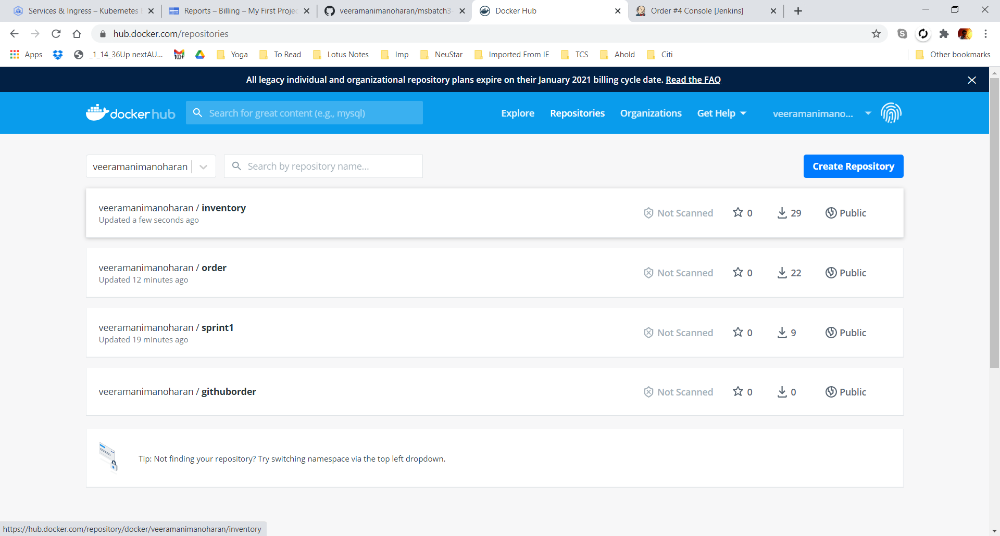 Services & Ingress – Kubernetes
Reports – Billing – My First Projec
veeramanimanoharan/msbatch3-
Docker Hub
Order #4 Console [Jenkins]
hub.docker.com/repositories
Apps
_1_14_36Up nextAU...
100+
Yoga
To Read
Lotus Notes
Imp
NeuStar
Imported From IE
TCS
Ahold
Citi
Other bookmarks
All legacy individual and organizational repository plans expire on their January 2021 billing cycle date. Read the FAQ
docker hub
Search for great content (e.g., mysql)
Explore
Repositories
Organizations
Get Help
veeramanimano...
veeramanimanoharan
Search by repository name...
Create Repository
veeramanimanoharan / inventory
Updated a few seconds ago
Not Scanned
0
29
Public
veeramanimanoharan / order
Updated 12 minutes ago
Not Scanned
0
22
Public
veeramanimanoharan / sprint1
Updated 19 minutes ago
Not Scanned
0
9
Public
veeramanimanoharan / githuborder
Not Scanned
0
0
Public
Tip: Not finding your repository? Try switching namespace via the top left dropdown.
https://hub.docker.com/repository/docker/veeramanimanoharan/inventory